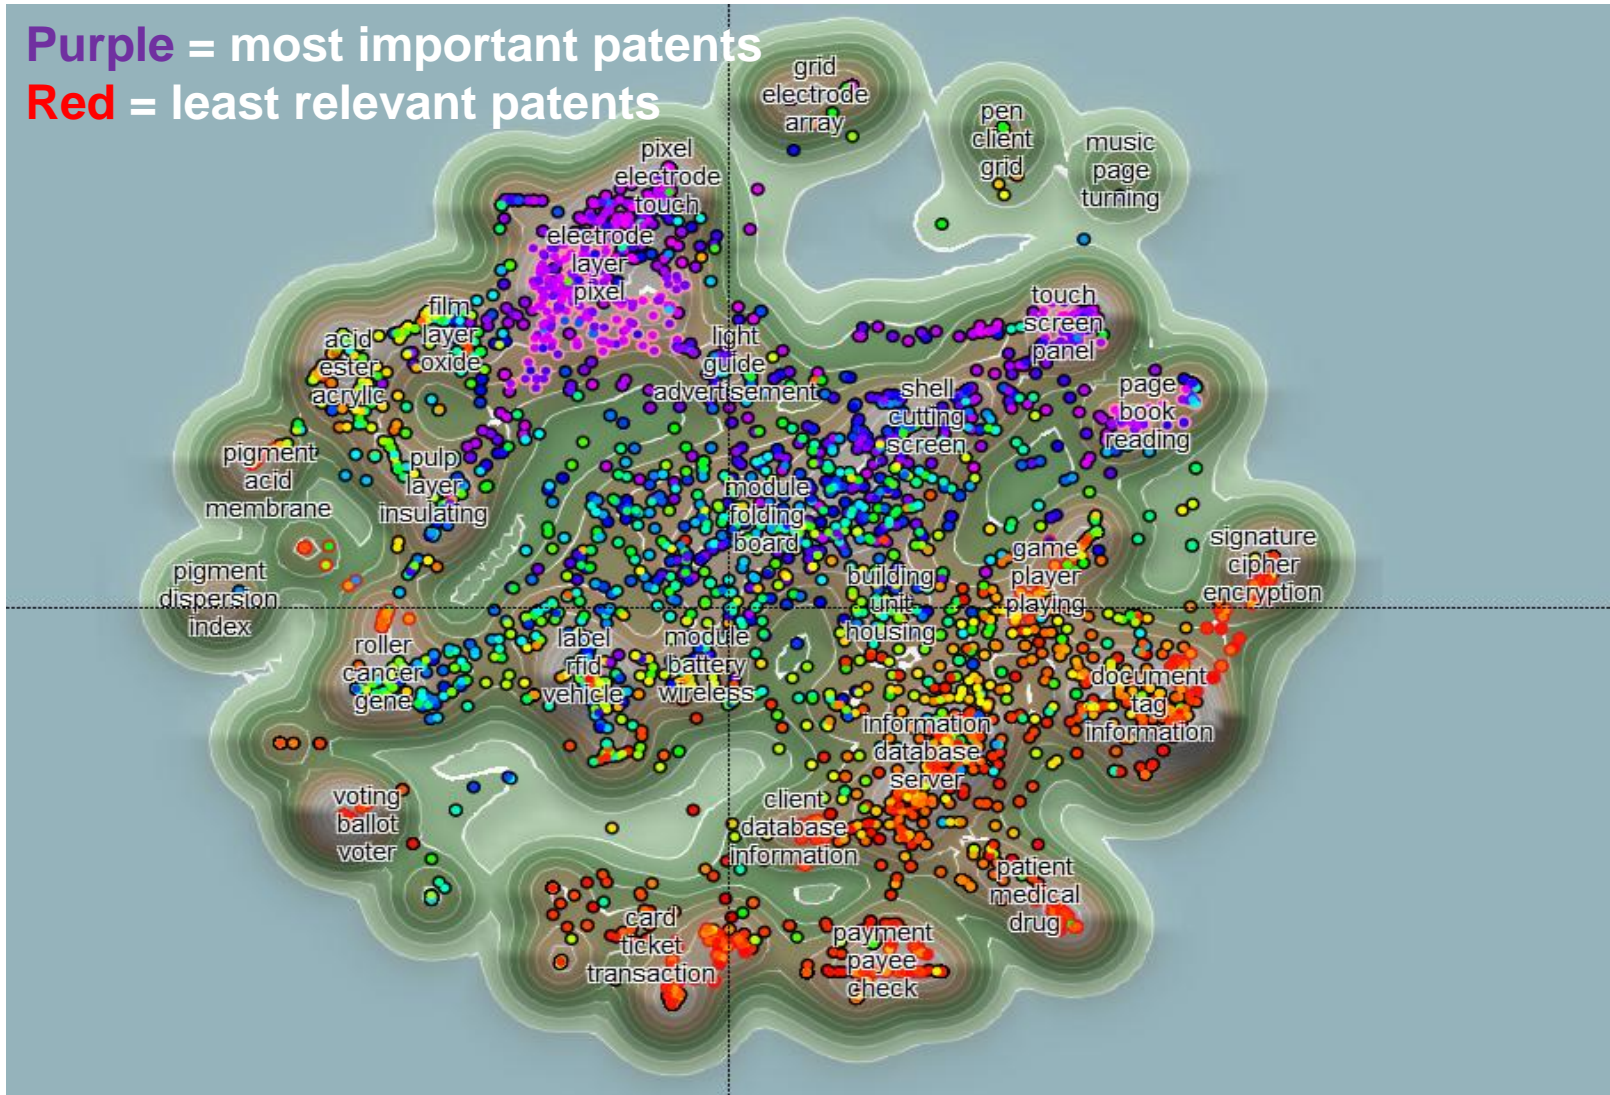 Purple = most important patents
Red = least relevant patents
grid
electrode
array
pen
client
grid
music
page
turning
pixel
electrode
touch
electrode
layer
pixel
film
layer
oxide
acid
ester
acrylic
light
guide
advertisement
touch
screen
panel
shell
cutting
screen
page
book
reading
pigment
acid
membrane
pulp
layer
insulating
module
folding
board
signature
cipher
encryption
game
player
playing
pigment
dispersion
index
building
unit
housing
roller
cancer
gene
label
rfid
vehicle
module
battery
wireless
document
tag
information
information
database
server
voting
ballot
voter
client
database
information
patient
medical
drug
card
ticket
transaction
payment
payee
check